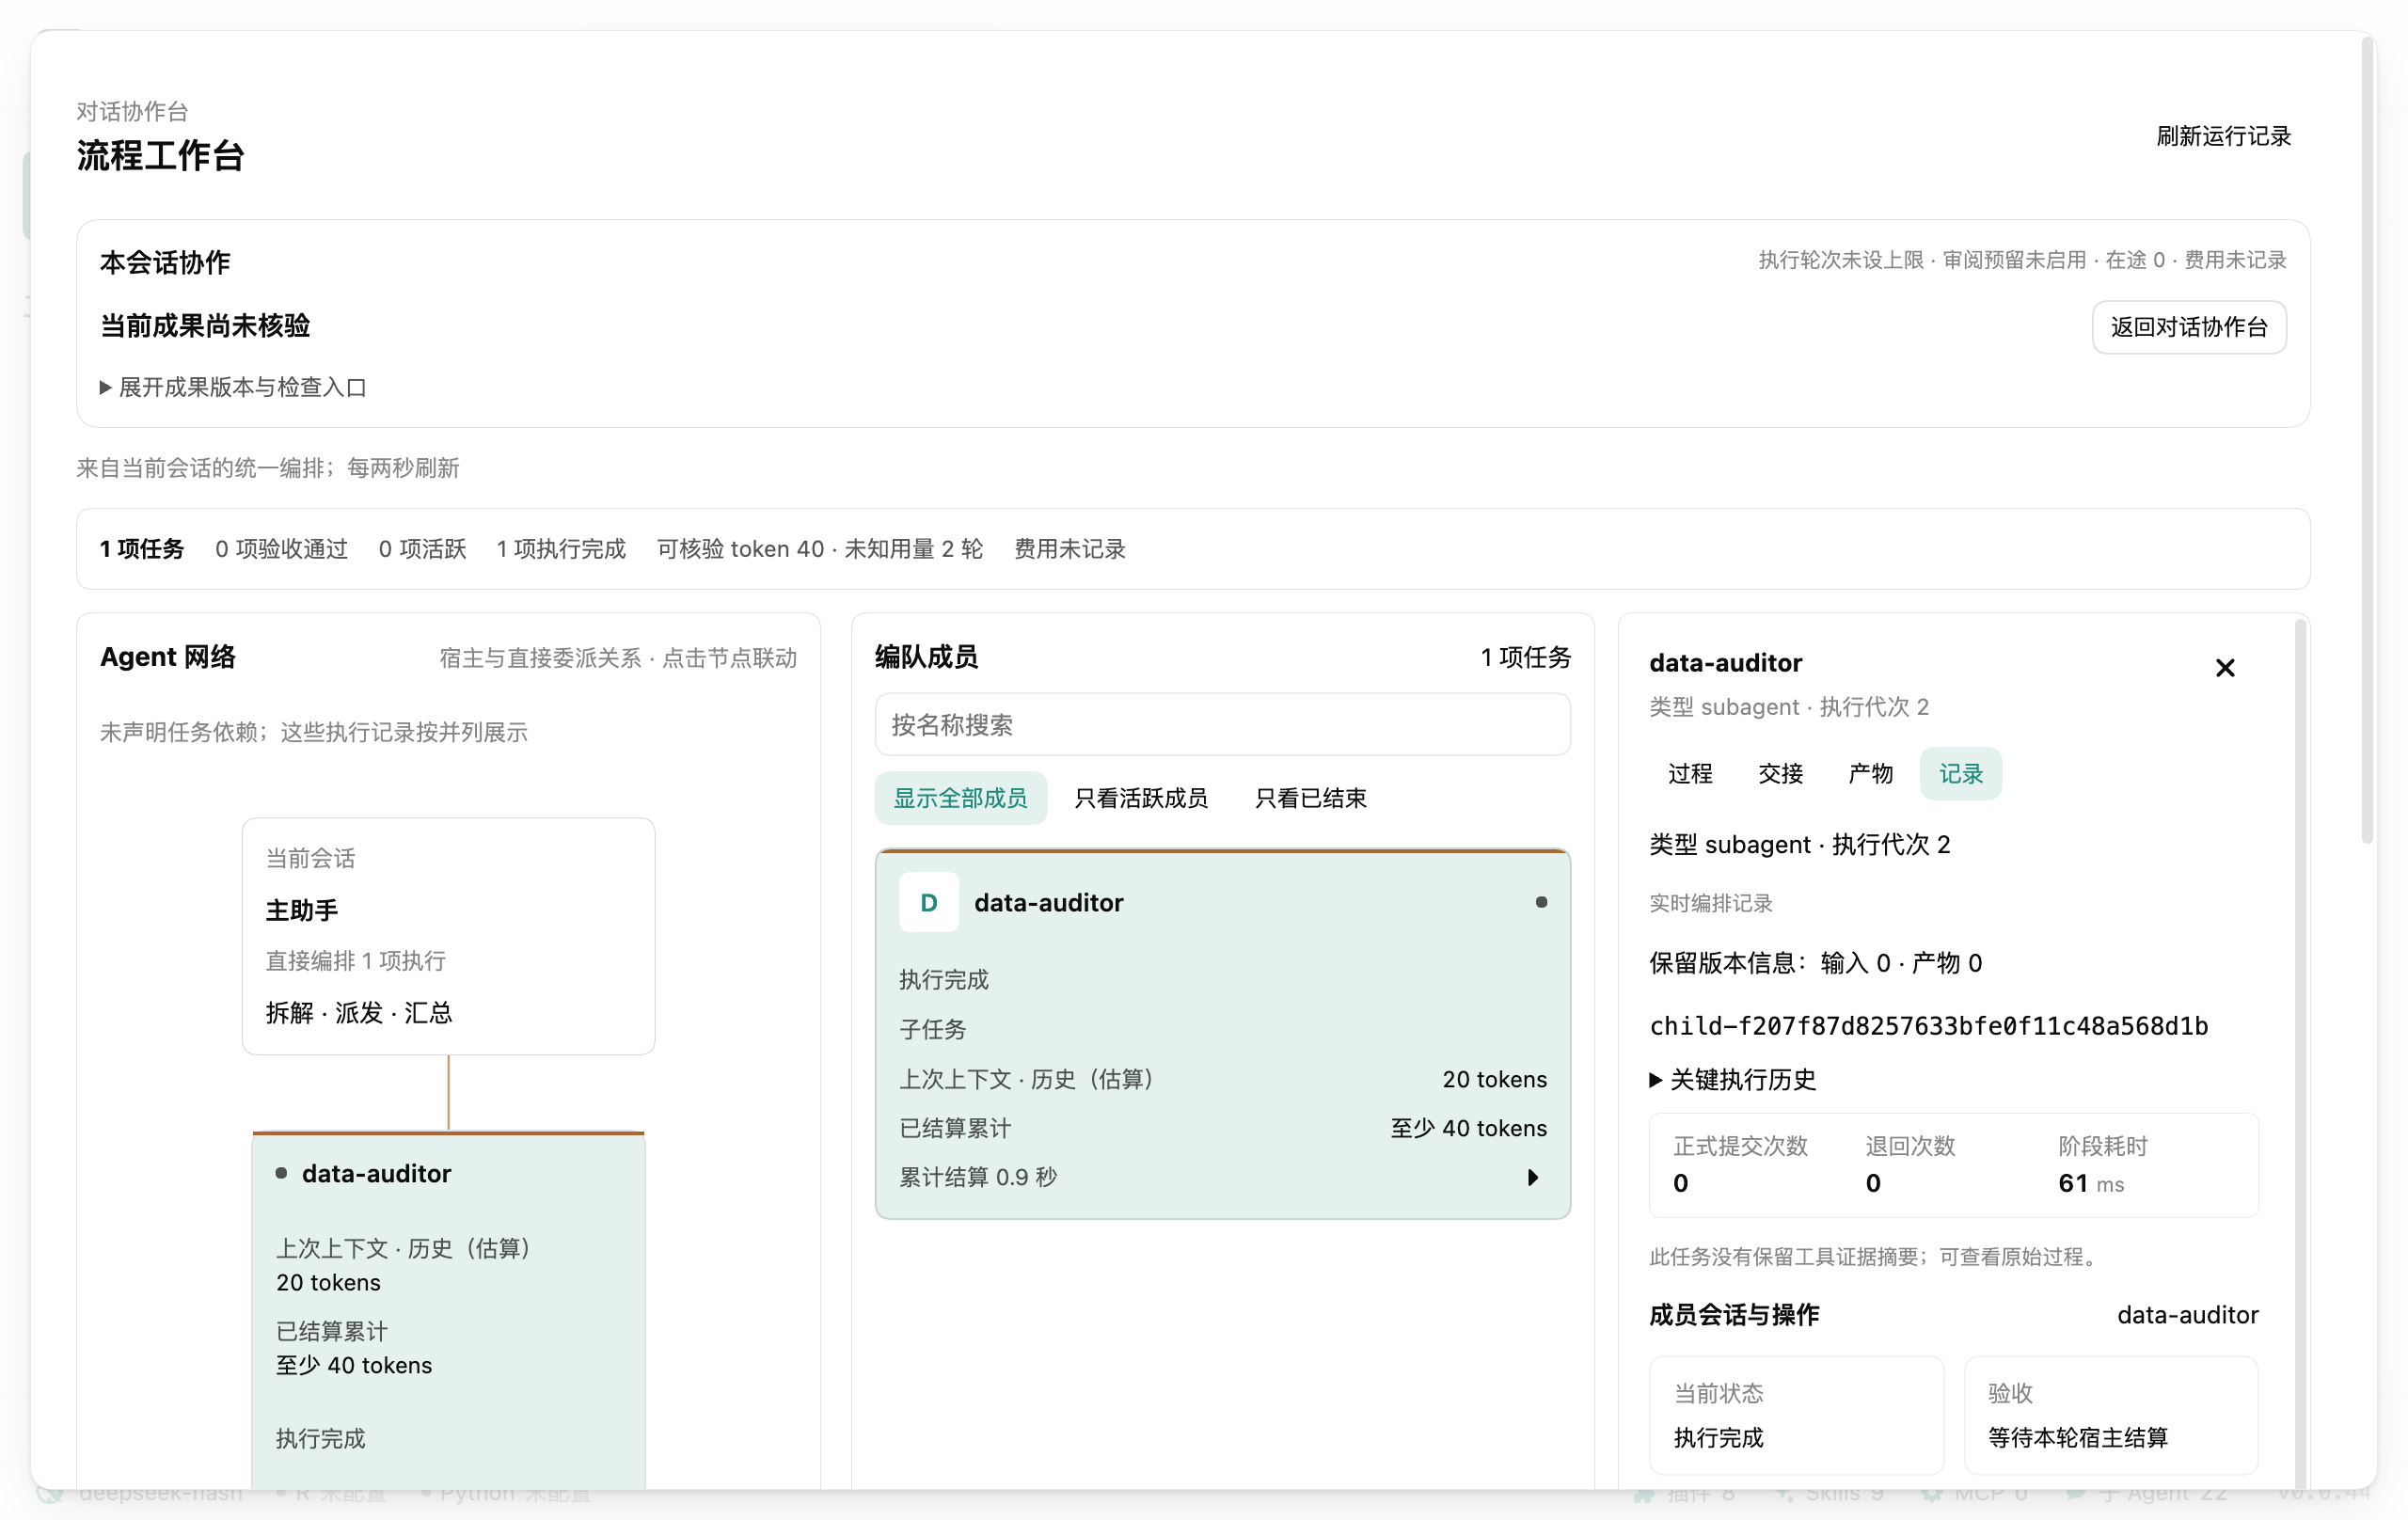 对话协作台
流程工作台
刷新运行记录
本会话协作
执行轮次未设上限 · 审阅预留未启用 · 在途 0 · 费用未记录
当前成果尚未核验
返回对话协作台
▶ 展开成果版本与检查入口
来自当前会话的统一编排；每两秒刷新
1 项任务 0 项验收通过 0 项活跃 1 项执行完成 可核验 token 40 · 未知用量 2 轮 费用未记录
Agent 网络
宿主与直接委派关系 · 点击节点联动
未声明任务依赖；这些执行记录按并列展示
当前会话
主助手
直接编排 1 项执行
拆解 · 派发 · 汇总
data-auditor
上次上下文 · 历史（估算）
20 tokens
已结算累计
至少 40 tokens
执行完成
编队成员
1 项任务
按名称搜索
显示全部成员 只看活跃成员 只看已结束
D data-auditor
执行完成
子任务
上次上下文 · 历史（估算） 20 tokens
已结算累计 至少 40 tokens
累计结算 0.9 秒
data-auditor
类型 subagent · 执行代次 2
过程 交接 产物 记录
类型 subagent · 执行代次 2
实时编排记录
保留版本信息：输入 0 · 产物 0
child-f207f87d8257633bfe0f11c48a568d1b
▶ 关键执行历史
正式提交次数 退回次数 阶段耗时
0 0 61 ms
此任务没有保留工具证据摘要；可查看原始过程。
成员会话与操作 data-auditor
当前状态 验收
执行完成 等待本轮宿主结算
R 未配置 Python 未配置
插件 8 Skills 9 MCP 0 子 Agent 22